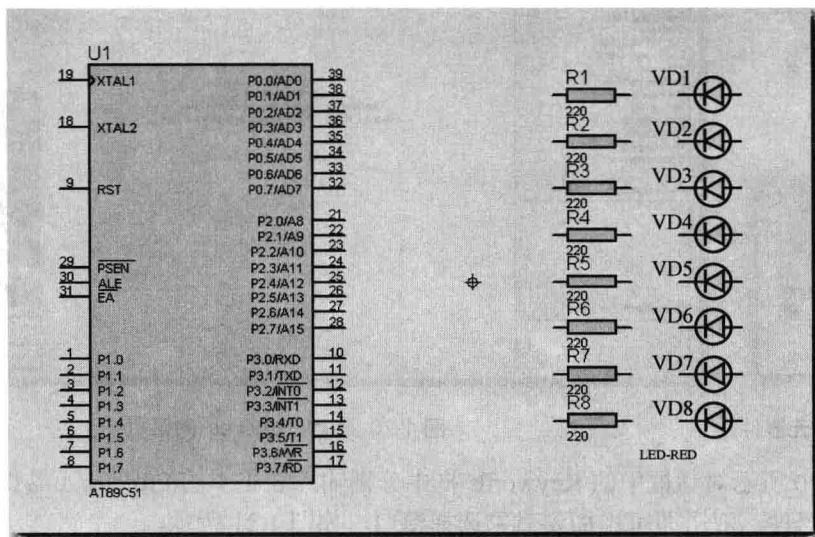 U1
19 XTAL1 P0.0/AD0 39
P0.1/AD1 38
P0.2/AD2 37
18 XTAL2 P0.3/AD3 36
P0.4/AD4 35
P0.5/AD5 34
P0.6/AD6 33
9 RST P0.7/AD7 32
P2.0/A8 21
P2.1/A9 22
P2.2/A10 23
29 PSEN P2.3/A11 24
30 ALE P2.4/A12 25
31 EA P2.5/A13 26
P2.6/A14 27
P2.7/A15 28
1 P1.0 P3.0/RXD 10
2 P1.1 P3.1/TXD 11
3 P1.2 P3.2/INT0 12
4 P1.3 P3.3/INT1 13
5 P1.4 P3.4/T0 14
6 P1.5 P3.5/T1 15
7 P1.6 P3.6/WR 16
8 P1.7 P3.7/RD 17
AT89C51
R1 VD1
220
R2 VD2
220
R3 VD3
220
R4 VD4
220
R5 VD5
220
R6 VD6
220
R7 VD7
220
R8 VD8
220
LED-RED